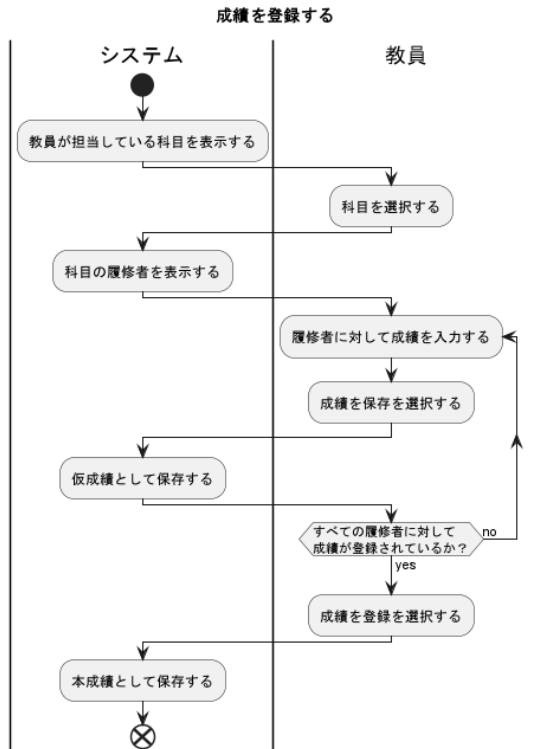 成績を登録する
システム
教員
教員が担当している科目を表示する
科目を選択する
科目の履修者を表示する
履修者に対して成績を入力する
成績を保存を選択する
仮成績として保存する
すべての履修者に対して
成績が登録されているか？
no
yes
成績を登録を選択する
本成績として保存する